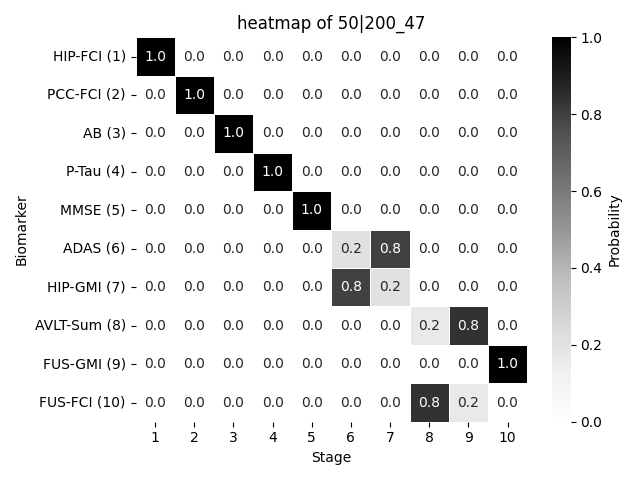 heatmap of 50|200_47
HIP-FCI (1) 1.0 0.0 0.0 0.0 0.0 0.0 0.0 0.0 0.0 0.0
PCC-FCI (2) 0.0 1.0 0.0 0.0 0.0 0.0 0.0 0.0 0.0 0.0
AB (3) 0.0 0.0 1.0 0.0 0.0 0.0 0.0 0.0 0.0 0.0
P-Tau (4) 0.0 0.0 0.0 1.0 0.0 0.0 0.0 0.0 0.0 0.0
MMSE (5) 0.0 0.0 0.0 0.0 1.0 0.0 0.0 0.0 0.0 0.0
ADAS (6) 0.0 0.0 0.0 0.0 0.0 0.2 0.8 0.0 0.0 0.0
HIP-GMI (7) 0.0 0.0 0.0 0.0 0.0 0.8 0.2 0.0 0.0 0.0
AVLT-Sum (8) 0.0 0.0 0.0 0.0 0.0 0.0 0.0 0.2 0.8 0.0
FUS-GMI (9) 0.0 0.0 0.0 0.0 0.0 0.0 0.0 0.0 0.0 1.0
FUS-FCI (10) 0.0 0.0 0.0 0.0 0.0 0.0 0.0 0.8 0.2 0.0
1 2 3 4 5 6 7 8 9 10
Stage
Biomarker
1.0
0.8
0.6
0.4
0.2
0.0
Probability